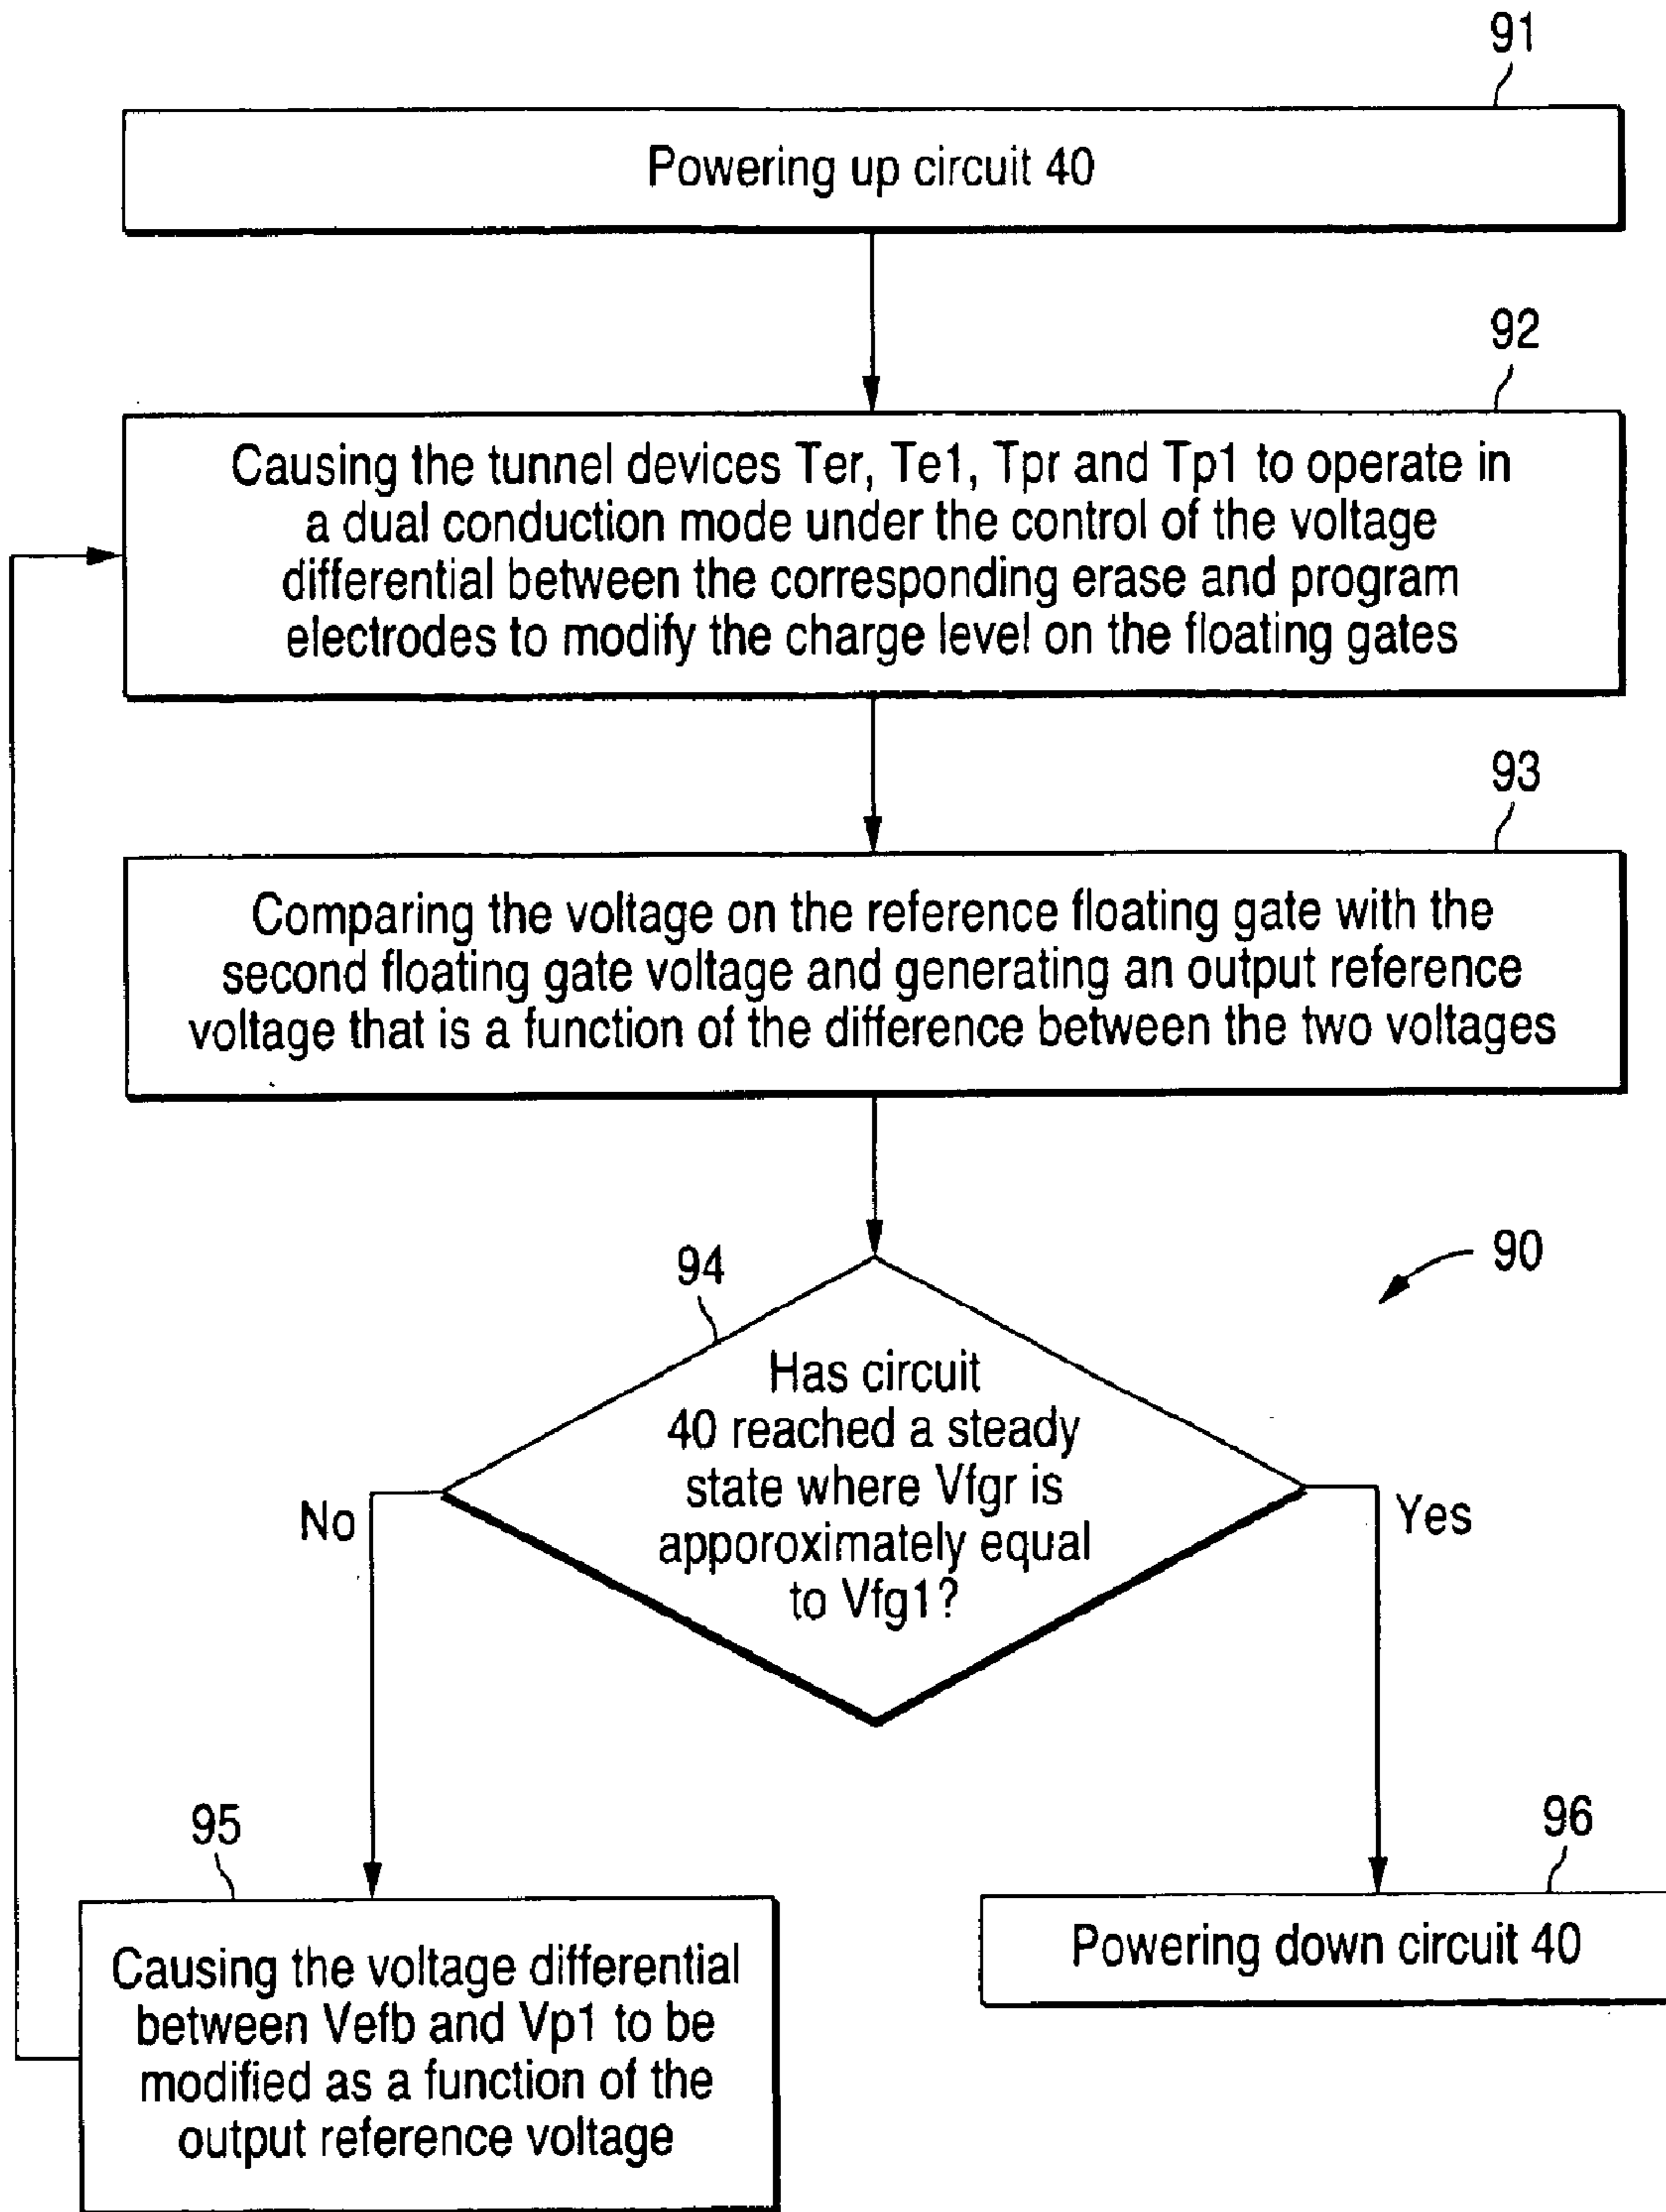 91
Powering up circuit 40
92
Causing the tunnel devices Ter, Te1, Tpr and Tp1 to operate in
a dual conduction mode under the control of the voltage
differential between the corresponding erase and program
electrodes to modify the charge level on the floating gates
93
Comparing the voltage on the reference floating gate with the
second floating gate voltage and generating an output reference
voltage that is a function of the difference between the two voltages
90
94
Has circuit
40 reached a steady
state where Vfgr is
apporoximately equal
to Vfg1?
No
Yes
95
Causing the voltage differential
between Vefb and Vp1 to be
modified as a function of the
output reference voltage
96
Powering down circuit 40